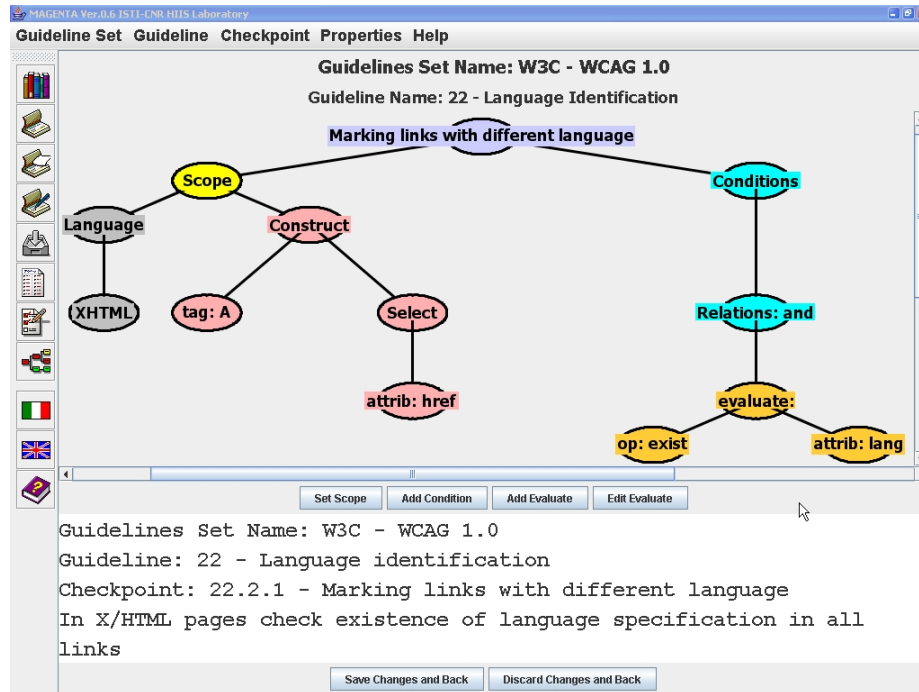 MAGENTA Ver.0.6 ISTI-CNR HIIS Laboratory
Guideline Set Guideline Checkpoint Properties Help
Guidelines Set Name: W3C - WCAG 1.0
Guideline Name: 22 - Language Identification
Marking links with different language
Scope
Conditions
Language
Construct
XHTML
tag: A
Select
Relations: and
attrib: href
evaluate:
op: exist
attrib: lang
Set Scope Add Condition Add Evaluate Edit Evaluate
Guidelines Set Name: W3C - WCAG 1.0
Guideline: 22 - Language identification
Checkpoint: 22.2.1 - Marking links with different language
In X/HTML pages check existence of language specification in all
links
Save Changes and Back Discard Changes and Back